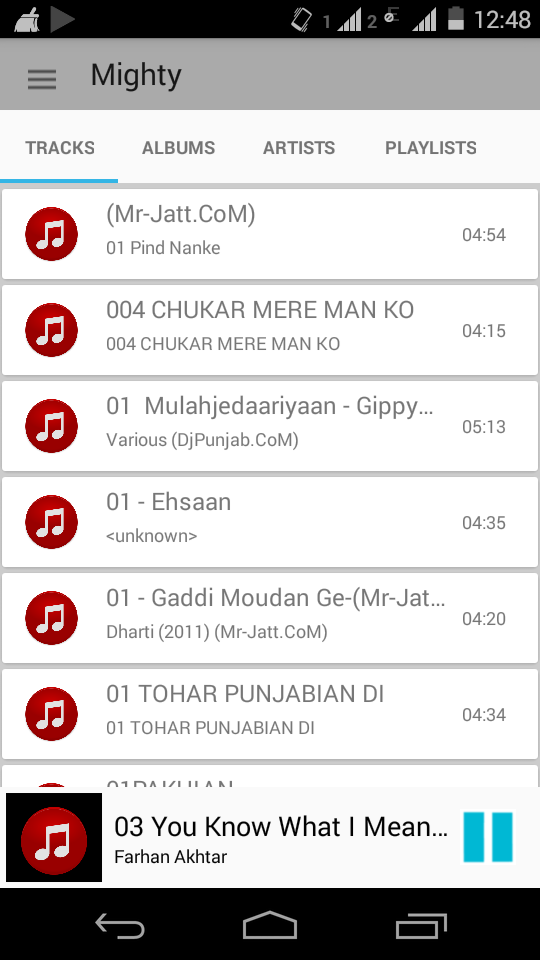 1 2 12:48
Mighty
TRACKS ALBUMS ARTISTS PLAYLISTS
(Mr-Jatt.CoM)
01 Pind Nanke
04:54
004 CHUKAR MERE MAN KO
004 CHUKAR MERE MAN KO
04:15
01  Mulahjedaariyaan - Gippy...
Various (DjPunjab.CoM)
05:13
01 - Ehsaan
<unknown>
04:35
01 - Gaddi Moudan Ge-(Mr-Jat...
Dharti (2011) (Mr-Jatt.CoM)
04:20
01 TOHAR PUNJABIAN DI
01 TOHAR PUNJABIAN DI
04:34
03 You Know What I Mean...
Farhan Akhtar